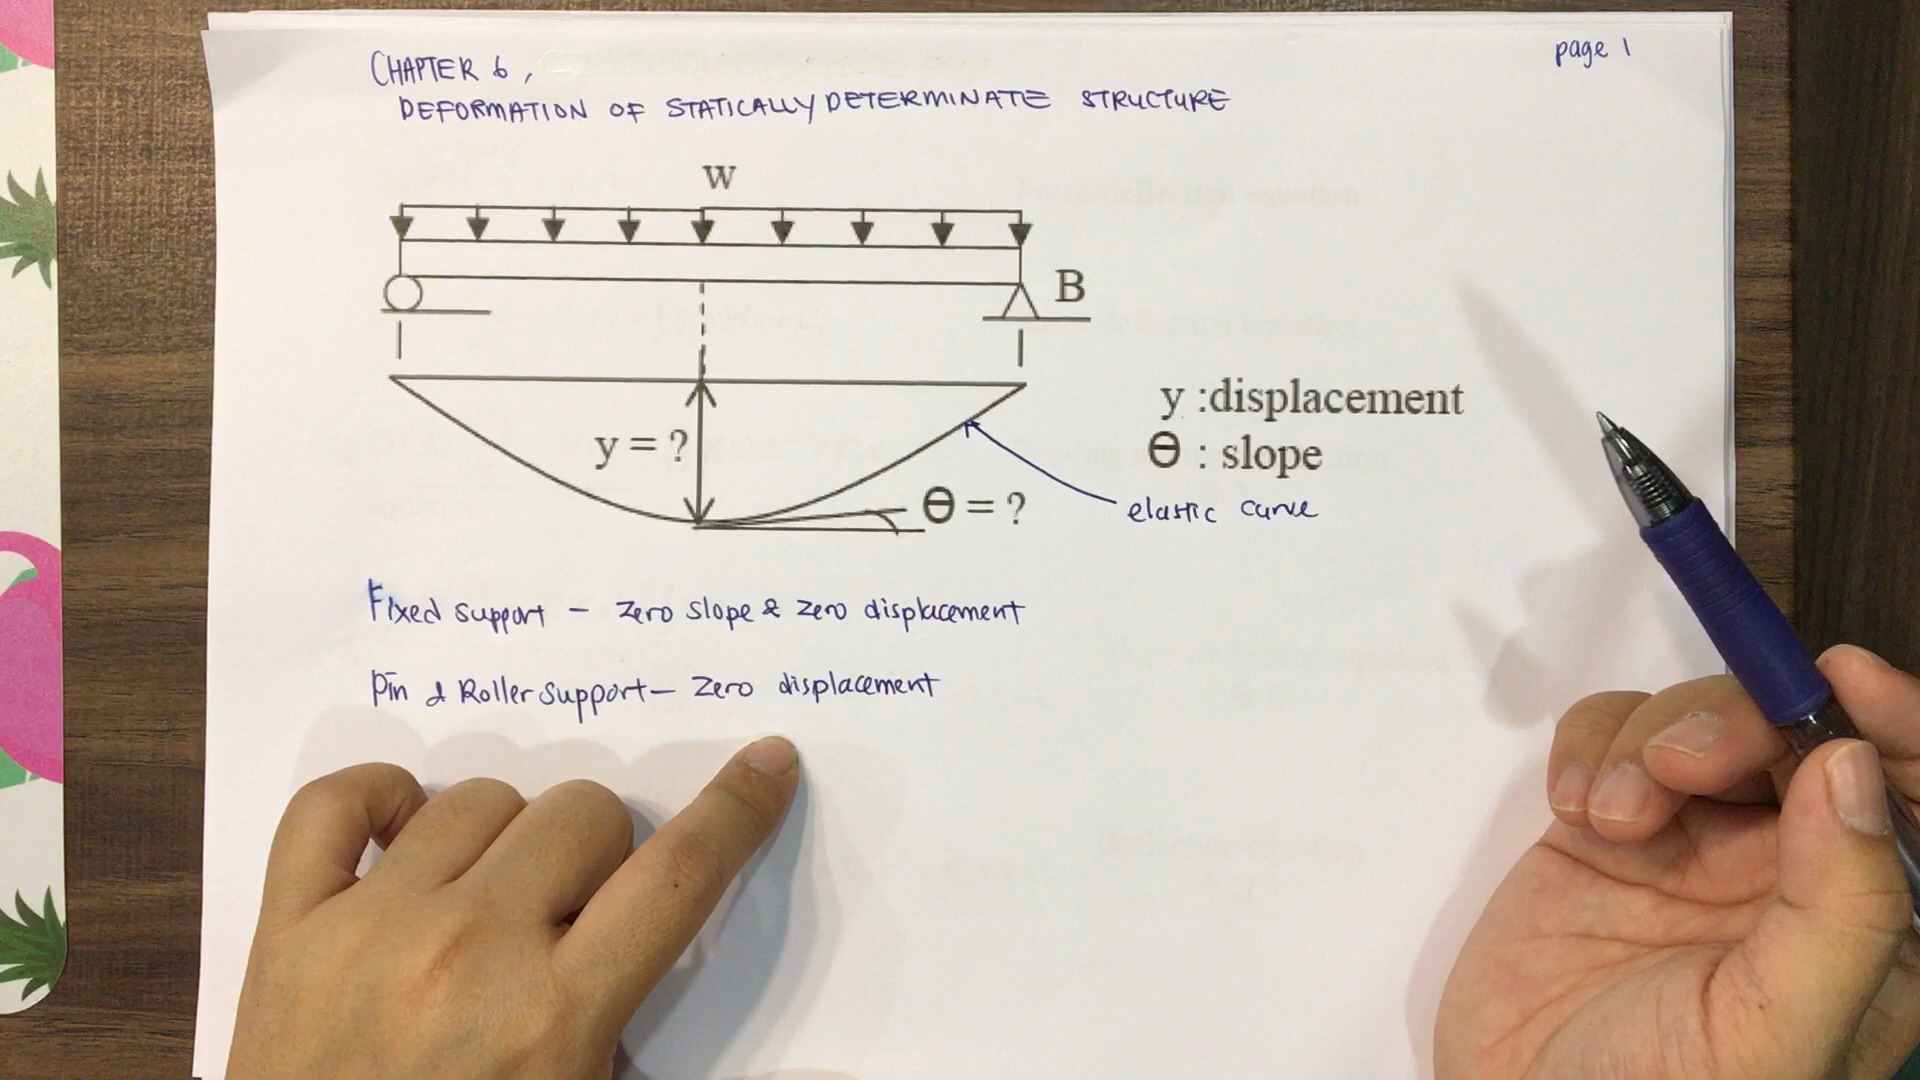 page 1
CHAPTER 6,
DEFORMATION OF STATICALLY DETERMINATE STRUCTURE
w
B
y :displacement
y = ?
θ : slope
θ = ?
elastic curve
Fixed support - zero slope & zero displacement
Pin & Roller support - zero displacement